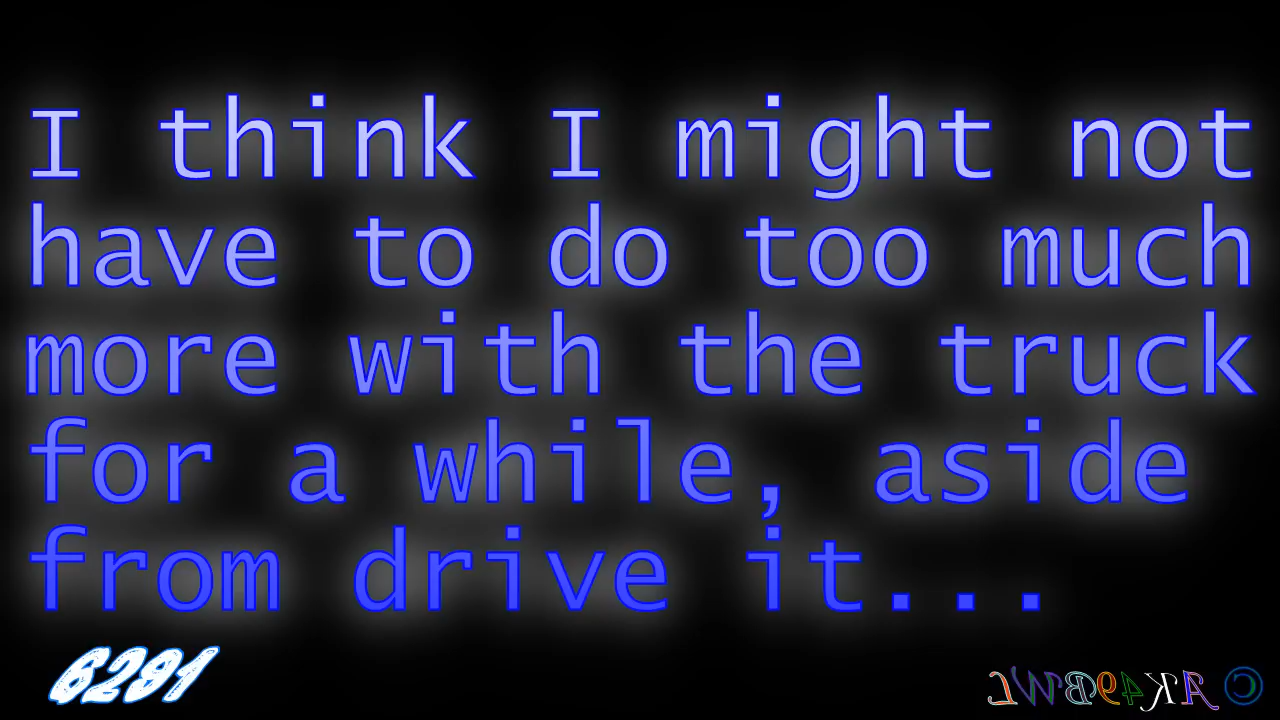 I think I might not
have to do too much
more with the truck
for a while, aside
from drive it...
6291
© AK49BWL